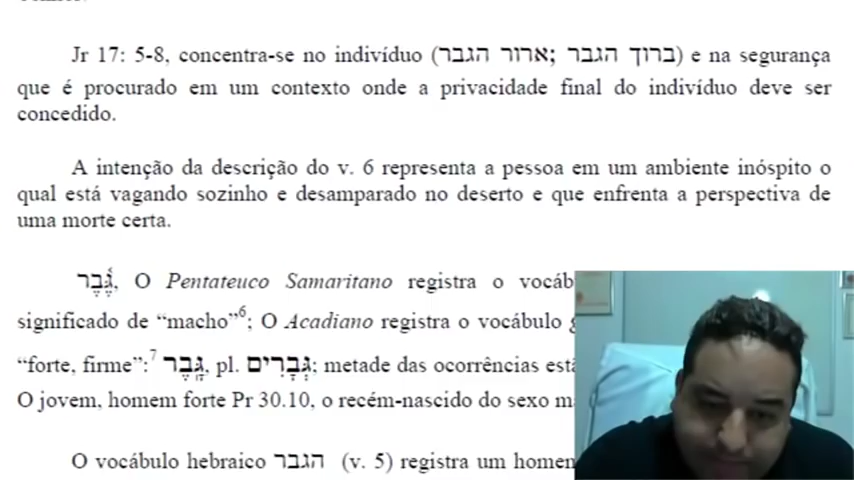 Jr 17: 5-8, concentra-se no indivíduo (ברוך הגבר ;ארור הגבר) e na segurança
que é procurado em um contexto onde a privacidade final do indivíduo deve ser
concedido.
A intenção da descrição do v. 6 representa a pessoa em um ambiente inóspito o
qual está vagando sozinho e desamparado no deserto e que enfrenta a perspectiva de
uma morte certa.
גֶּ֫בֶר, O Pentateuco Samaritano registra o vocáb
significado de “macho”6; O Acadiano registra o vocábulo
“forte, firme”:7 גָּ֑בֶר, pl. גְּבָרִים; metade das ocorrências est
O jovem, homem forte Pr 30.10, o recém-nascido do sexo m
O vocábulo hebraico הגבר (v. 5) registra um homen